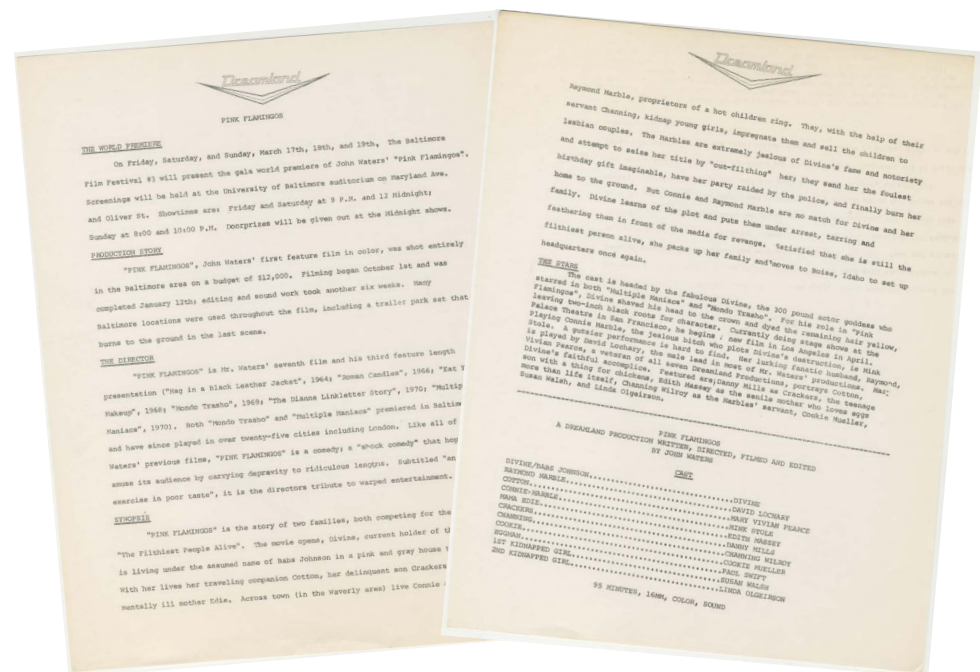 Dreamland
PINK FLAMINGOS
THE WORLD PREMIERE
On Friday, Saturday, and Sunday, March 17th, 18th, and 19th, The Baltimore
Film Festival #3 will present the gala world premiere of John Waters' "Pink Flamingos".
Screenings will be held at the University of Baltimore auditorium on Maryland Ave.
and Oliver St. Showtimes are: Friday and Saturday at 9 P.M. and 12 Midnight;
Sunday at 8:00 and 10:00 P.M. Doorprizes will be given out at the Midnight shows.
PRODUCTION STORY
"PINK FLAMINGOS", John Waters' first feature film in color, was shot entirely
in the Baltimore area on a budget of $12,000. Filming began October 1st and was
completed January 12th; editing and sound work took another six weeks. Many
Baltimore locations were used throughout the film, including a trailer park set that
burns to the ground in the last scene.
THE DIRECTOR
"PINK FLAMINGOS" is Mr. Waters' seventh film and his third feature length
presentation ("Hag in a Black Leather Jacket", 1964; "Roman Candles", 1966; "Eat Y
Makeup", 1968; "Mondo Trasho", 1969; "The Dianne Linkletter Story", 1970; "Multip
Maniacs", 1970). Both "Mondo Trasho" and "Multiple Maniacs" premiered in Baltim
and have since played in over twenty-five cities including London. Like all of
Waters' previous films, "PINK FLAMINGOS" is a comedy; a "shock comedy" that hop
amuse its audience by carrying depravity to ridiculous lengths. Subtitled "an
exercise in poor taste", it is the directors tribute to warped entertainment.
SYNOPSIS
"PINK FLAMINGOS" is the story of two families, both competing for the
"The Filthiest People Alive". The movie opens, Divine, current holder of th
is living under the assumed name of Babs Johnson in a pink and gray house
With her lives her traveling companion Cotton, her delinquent son Crackers
mentally ill mother Edie. Across town (in the Waverly area) live Connie
Dreamland
Raymond Marble, proprietors of a hot children ring. They, with the help of their
servant Channing, kidnap young girls, impregnate them and sell the children to
lesbian couples. The Marbles are extremely jealous of Divine's fame and notoriety
and attempt to seize her title by "out-filthing" her; they send her the foulest
birthday gift imaginable, have her party raided by the police, and finally burn her
home to the ground. But Connie and Raymond Marble are no match for Divine and her
family. Divine learns of the plot and puts them under arrest, tarring and
feathering them in front of the media for revenge. Satisfied that she is still the
filthiest person alive, she packs up her family and moves to Boise, Idaho to set up
headquarters once again.
THE STARS
The cast is headed by the fabulous Divine, the 300 pound actor goddess who
starred in both "Multiple Maniacs" and "Mondo Trasho". For his role in "Pink
Flamingos", Divine shaved his head to the crown and dyed the remaining hair yellow,
leaving two-inch black roots for character. Currently doing stage shows at the
Palace Theatre in San Francisco, he begins a new film in Los Angeles in April.
Playing Connie Marble, the jealous bitch who plots Divine's destruction, is Mink
Stole. A gutsier performance is hard to find. Her lurking fanatic husband, Raymond,
is played by David Lochary, the male lead in most of Mr. Waters' productions. Mary
Vivian Pearce, a veteran of all seven Dreamland Productions, portrays Cotton,
Divine's faithful accomplice. Featured are; Danny Mills as Crackers, the teenage
son with a thing for chickens, Edith Massey as the senile mother who loves eggs
more than life itself, Channing Wilroy as the Marbles' servant, Cookie Mueller,
Susan Walsh, and Linda Olgeirson.
PINK FLAMINGOS
A DREAMLAND PRODUCTION WRITTEN, DIRECTED, FILMED AND EDITED
BY JOHN WATERS
CAST
DIVINE/BABS JOHNSON....................DIVINE
RAYMOND MARBLE....................DAVID LOCHARY
COTTON....................MARY VIVIAN PEARCE
CONNIE MARBLE....................MINK STOLE
MAMA EDIE....................EDITH MASSEY
CRACKERS....................DANNY MILLS
CHANNING....................CHANNING WILROY
COOKIE....................COOKIE MUELLER
EGGMAN....................PAUL SWIFT
1ST KIDNAPPED GIRL....................SUSAN WALSH
2ND KIDNAPPED GIRL....................LINDA OLGEIRSON
95 MINUTES, 16MM, COLOR, SOUND